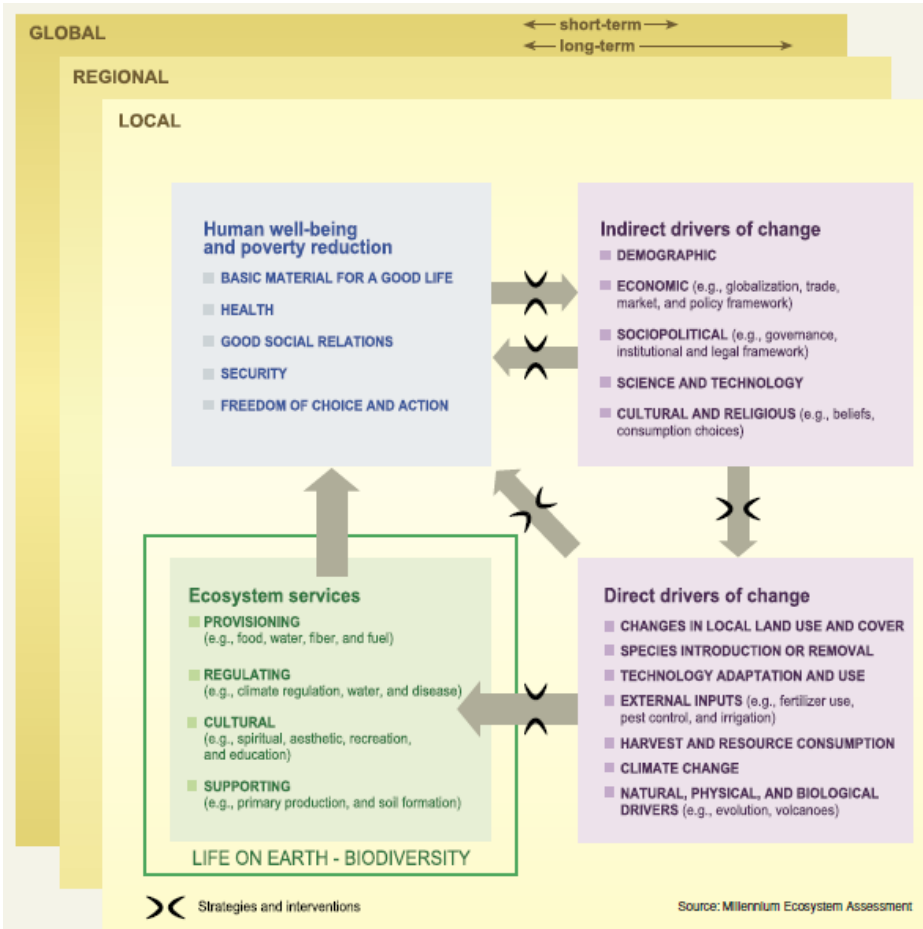 GLOBAL
short-term
long-term
REGIONAL
LOCAL
Human well-being
and poverty reduction
BASIC MATERIAL FOR A GOOD LIFE
HEALTH
GOOD SOCIAL RELATIONS
SECURITY
FREEDOM OF CHOICE AND ACTION
Indirect drivers of change
DEMOGRAPHIC
ECONOMIC (e.g., globalization, trade,
market, and policy framework)
SOCIOPOLITICAL (e.g., governance,
institutional and legal framework)
SCIENCE AND TECHNOLOGY
CULTURAL AND RELIGIOUS (e.g., beliefs,
consumption choices)
Ecosystem services
PROVISIONING
(e.g., food, water, fiber, and fuel)
REGULATING
(e.g., climate regulation, water, and disease)
CULTURAL
(e.g., spiritual, aesthetic, recreation,
and education)
SUPPORTING
(e.g., primary production, and soil formation)
LIFE ON EARTH - BIODIVERSITY
Direct drivers of change
CHANGES IN LOCAL LAND USE AND COVER
SPECIES INTRODUCTION OR REMOVAL
TECHNOLOGY ADAPTATION AND USE
EXTERNAL INPUTS (e.g., fertilizer use,
pest control, and irrigation)
HARVEST AND RESOURCE CONSUMPTION
CLIMATE CHANGE
NATURAL, PHYSICAL, AND BIOLOGICAL
DRIVERS (e.g., evolution, volcanoes)
Strategies and interventions
Source: Millennium Ecosystem Assessment